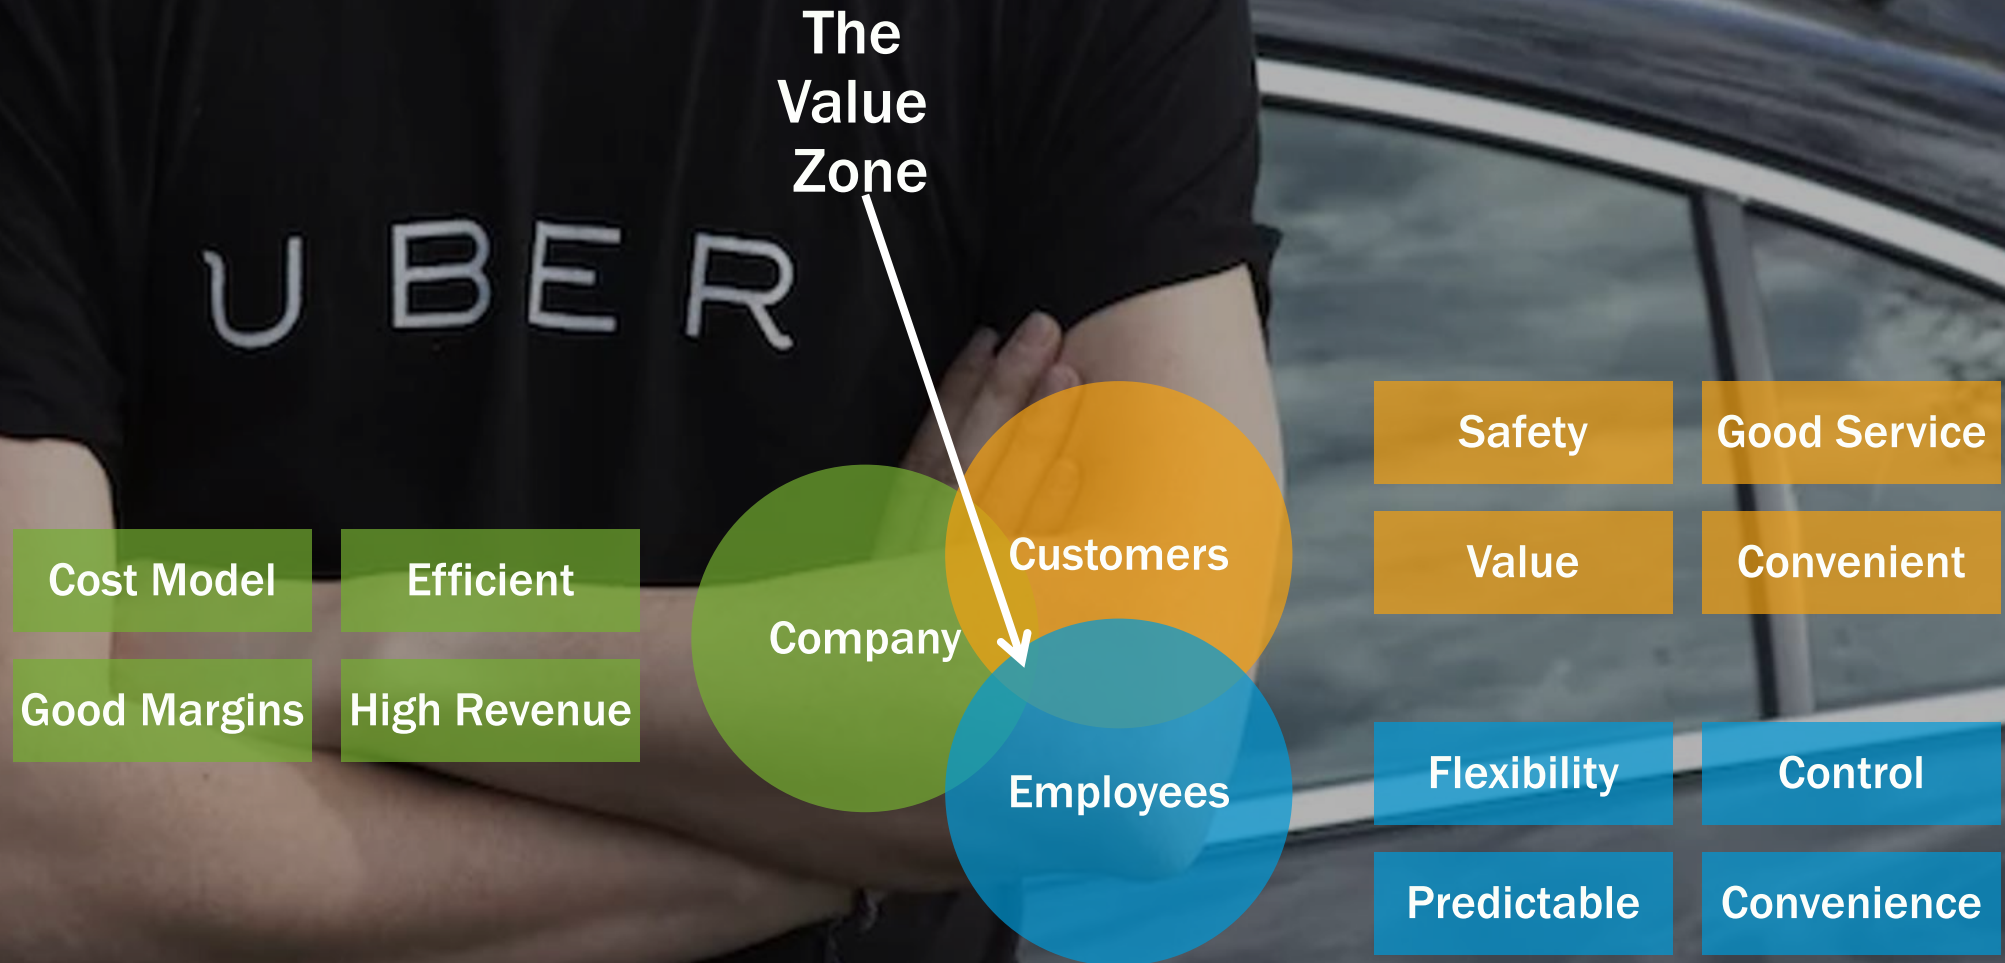 The
Value
Zone
UBER
Cost Model
Efficient
Good Margins
High Revenue
Company
Customers
Employees
Safety
Good Service
Value
Convenient
Flexibility
Control
Predictable
Convenience